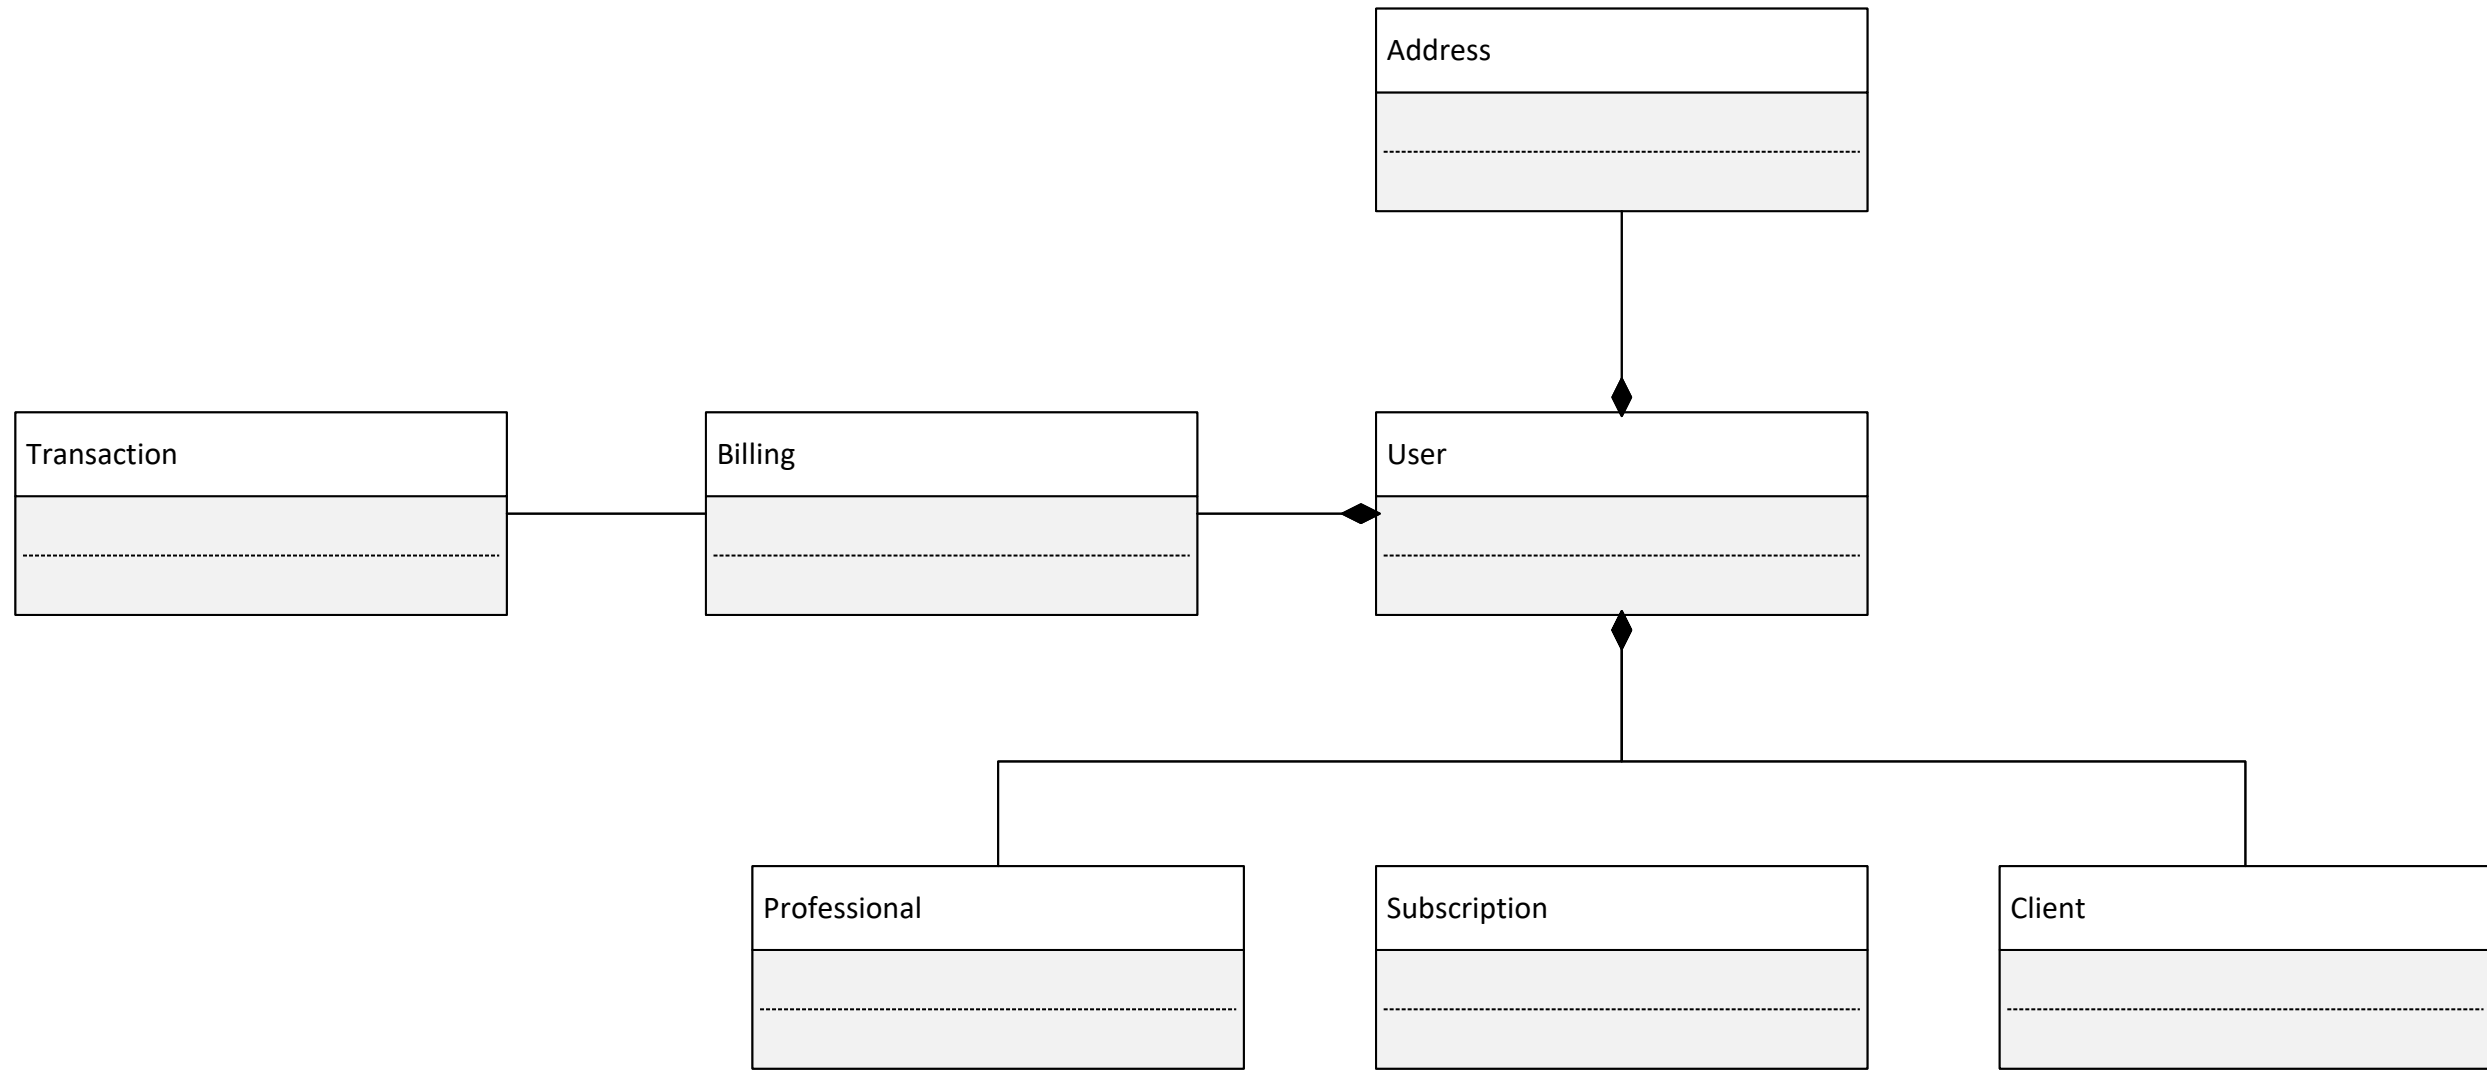 Address
Transaction
Billing
User
Professional
Subscription
Client